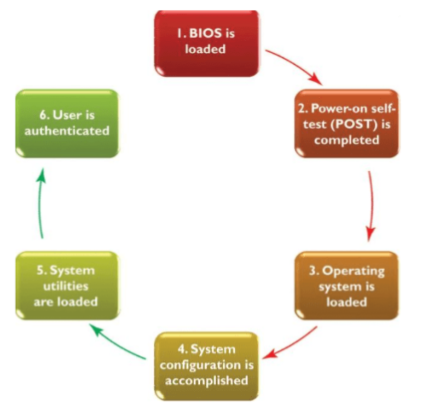 1. BIOS is
loaded
2. Power-on self-
test (POST) is
completed
3. Operating
system is
loaded
4. System
configuration is
accomplished
5. System
utilities
are loaded
6. User is
authenticated